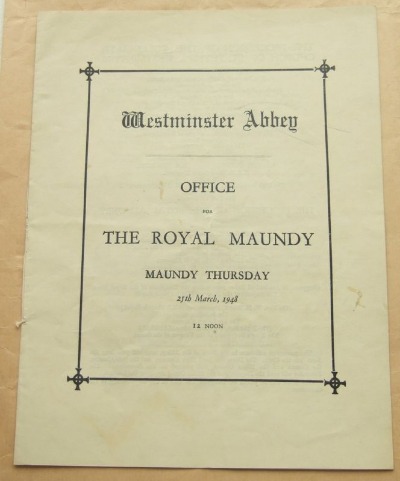 Westminster Abbey
OFFICE
FOR
THE ROYAL MAUNDY
MAUNDY THURSDAY
25th March, 1948
12 NOON